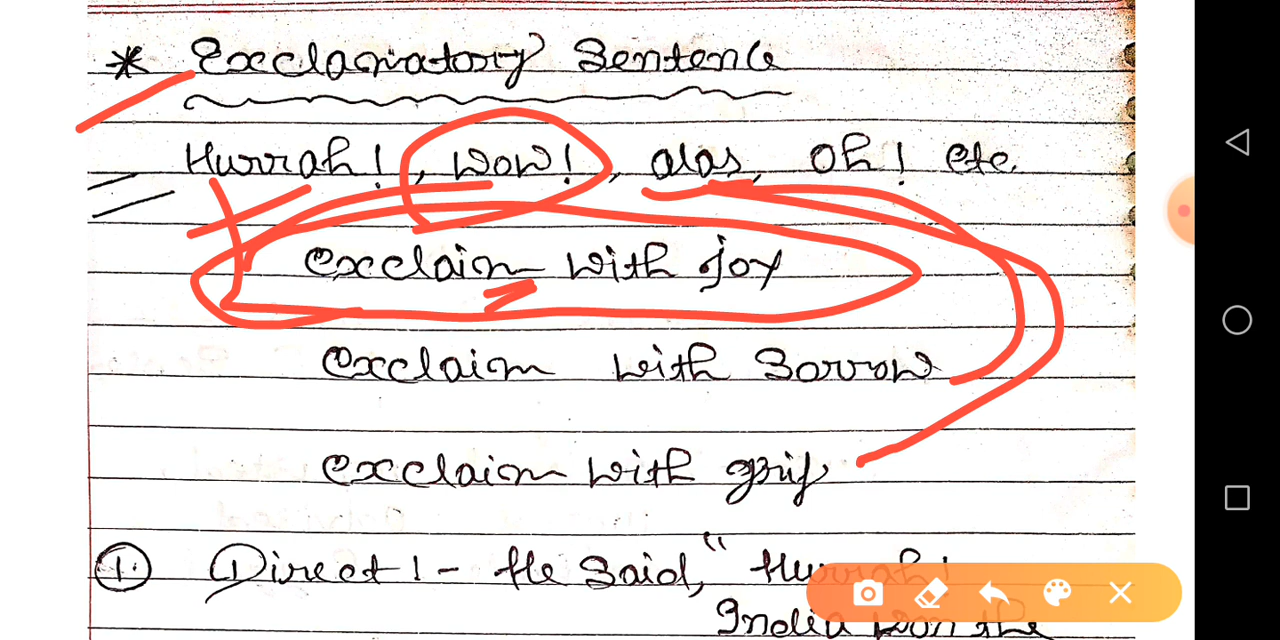 * Exclamatory Sentence
Hurrah!, wow!, alas, Oh! etc.
exclaim with joy
exclaim with Sorrow
exclaim with grif
1. Direct :- He Said, "Hurrah!
India won the